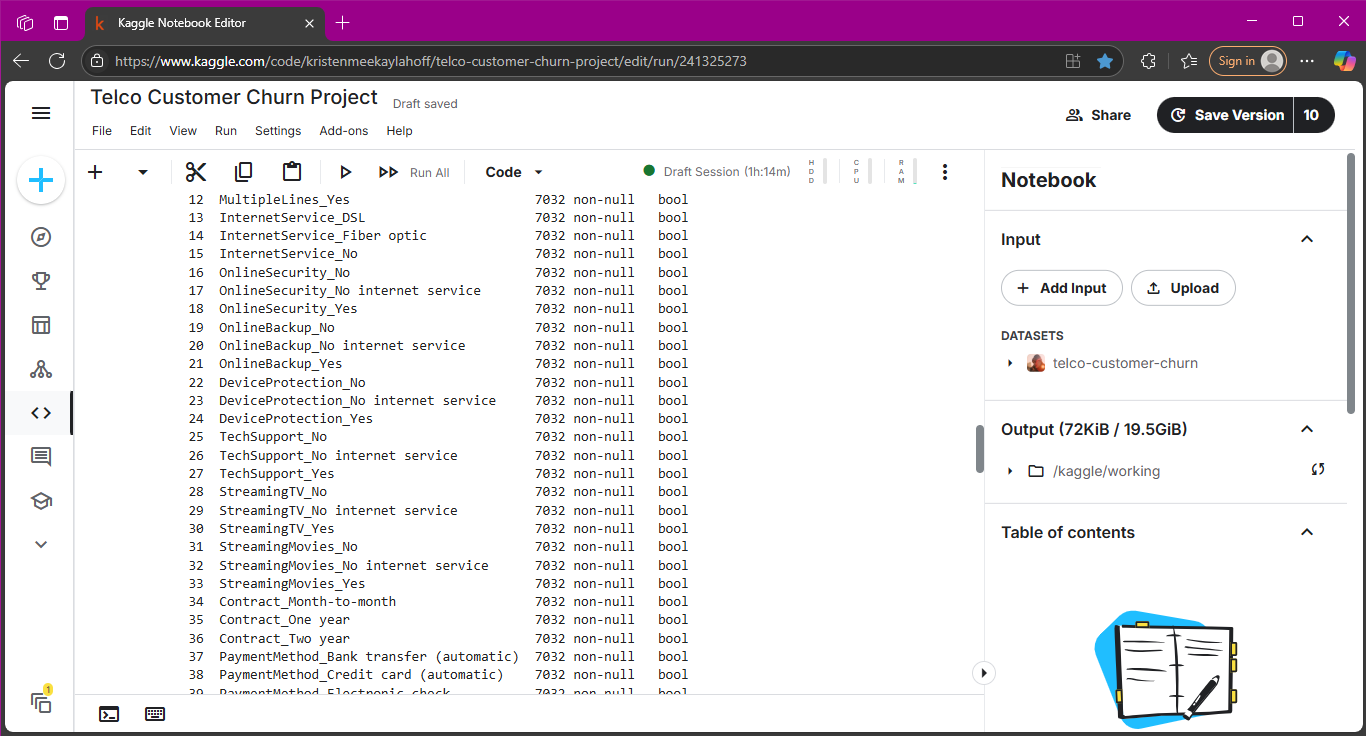 Kaggle Notebook Editor
https://www.kaggle.com/code/kristenmeekaylahoff/telco-customer-churn-project/edit/run/241325273
Sign in
Telco Customer Churn Project
Draft saved
File Edit View Run Settings Add-ons Help
Share
Save Version 10
Run All
Code
Draft Session (1h:14m)
HDD
CPU
RAM
12 MultipleLines_Yes 7032 non-null bool
13 InternetService_DSL 7032 non-null bool
14 InternetService_Fiber optic 7032 non-null bool
15 InternetService_No 7032 non-null bool
16 OnlineSecurity_No 7032 non-null bool
17 OnlineSecurity_No internet service 7032 non-null bool
18 OnlineSecurity_Yes 7032 non-null bool
19 OnlineBackup_No 7032 non-null bool
20 OnlineBackup_No internet service 7032 non-null bool
21 OnlineBackup_Yes 7032 non-null bool
22 DeviceProtection_No 7032 non-null bool
23 DeviceProtection_No internet service 7032 non-null bool
24 DeviceProtection_Yes 7032 non-null bool
25 TechSupport_No 7032 non-null bool
26 TechSupport_No internet service 7032 non-null bool
27 TechSupport_Yes 7032 non-null bool
28 StreamingTV_No 7032 non-null bool
29 StreamingTV_No internet service 7032 non-null bool
30 StreamingTV_Yes 7032 non-null bool
31 StreamingMovies_No 7032 non-null bool
32 StreamingMovies_No internet service 7032 non-null bool
33 StreamingMovies_Yes 7032 non-null bool
34 Contract_Month-to-month 7032 non-null bool
35 Contract_One year 7032 non-null bool
36 Contract_Two year 7032 non-null bool
37 PaymentMethod_Bank transfer (automatic) 7032 non-null bool
38 PaymentMethod_Credit card (automatic) 7032 non-null bool
39 PaymentMethod_Electronic check 7032 non-null bool
1
Notebook
Input
Add Input
Upload
DATASETS
telco-customer-churn
Output (72KiB / 19.5GiB)
/kaggle/working
Table of contents